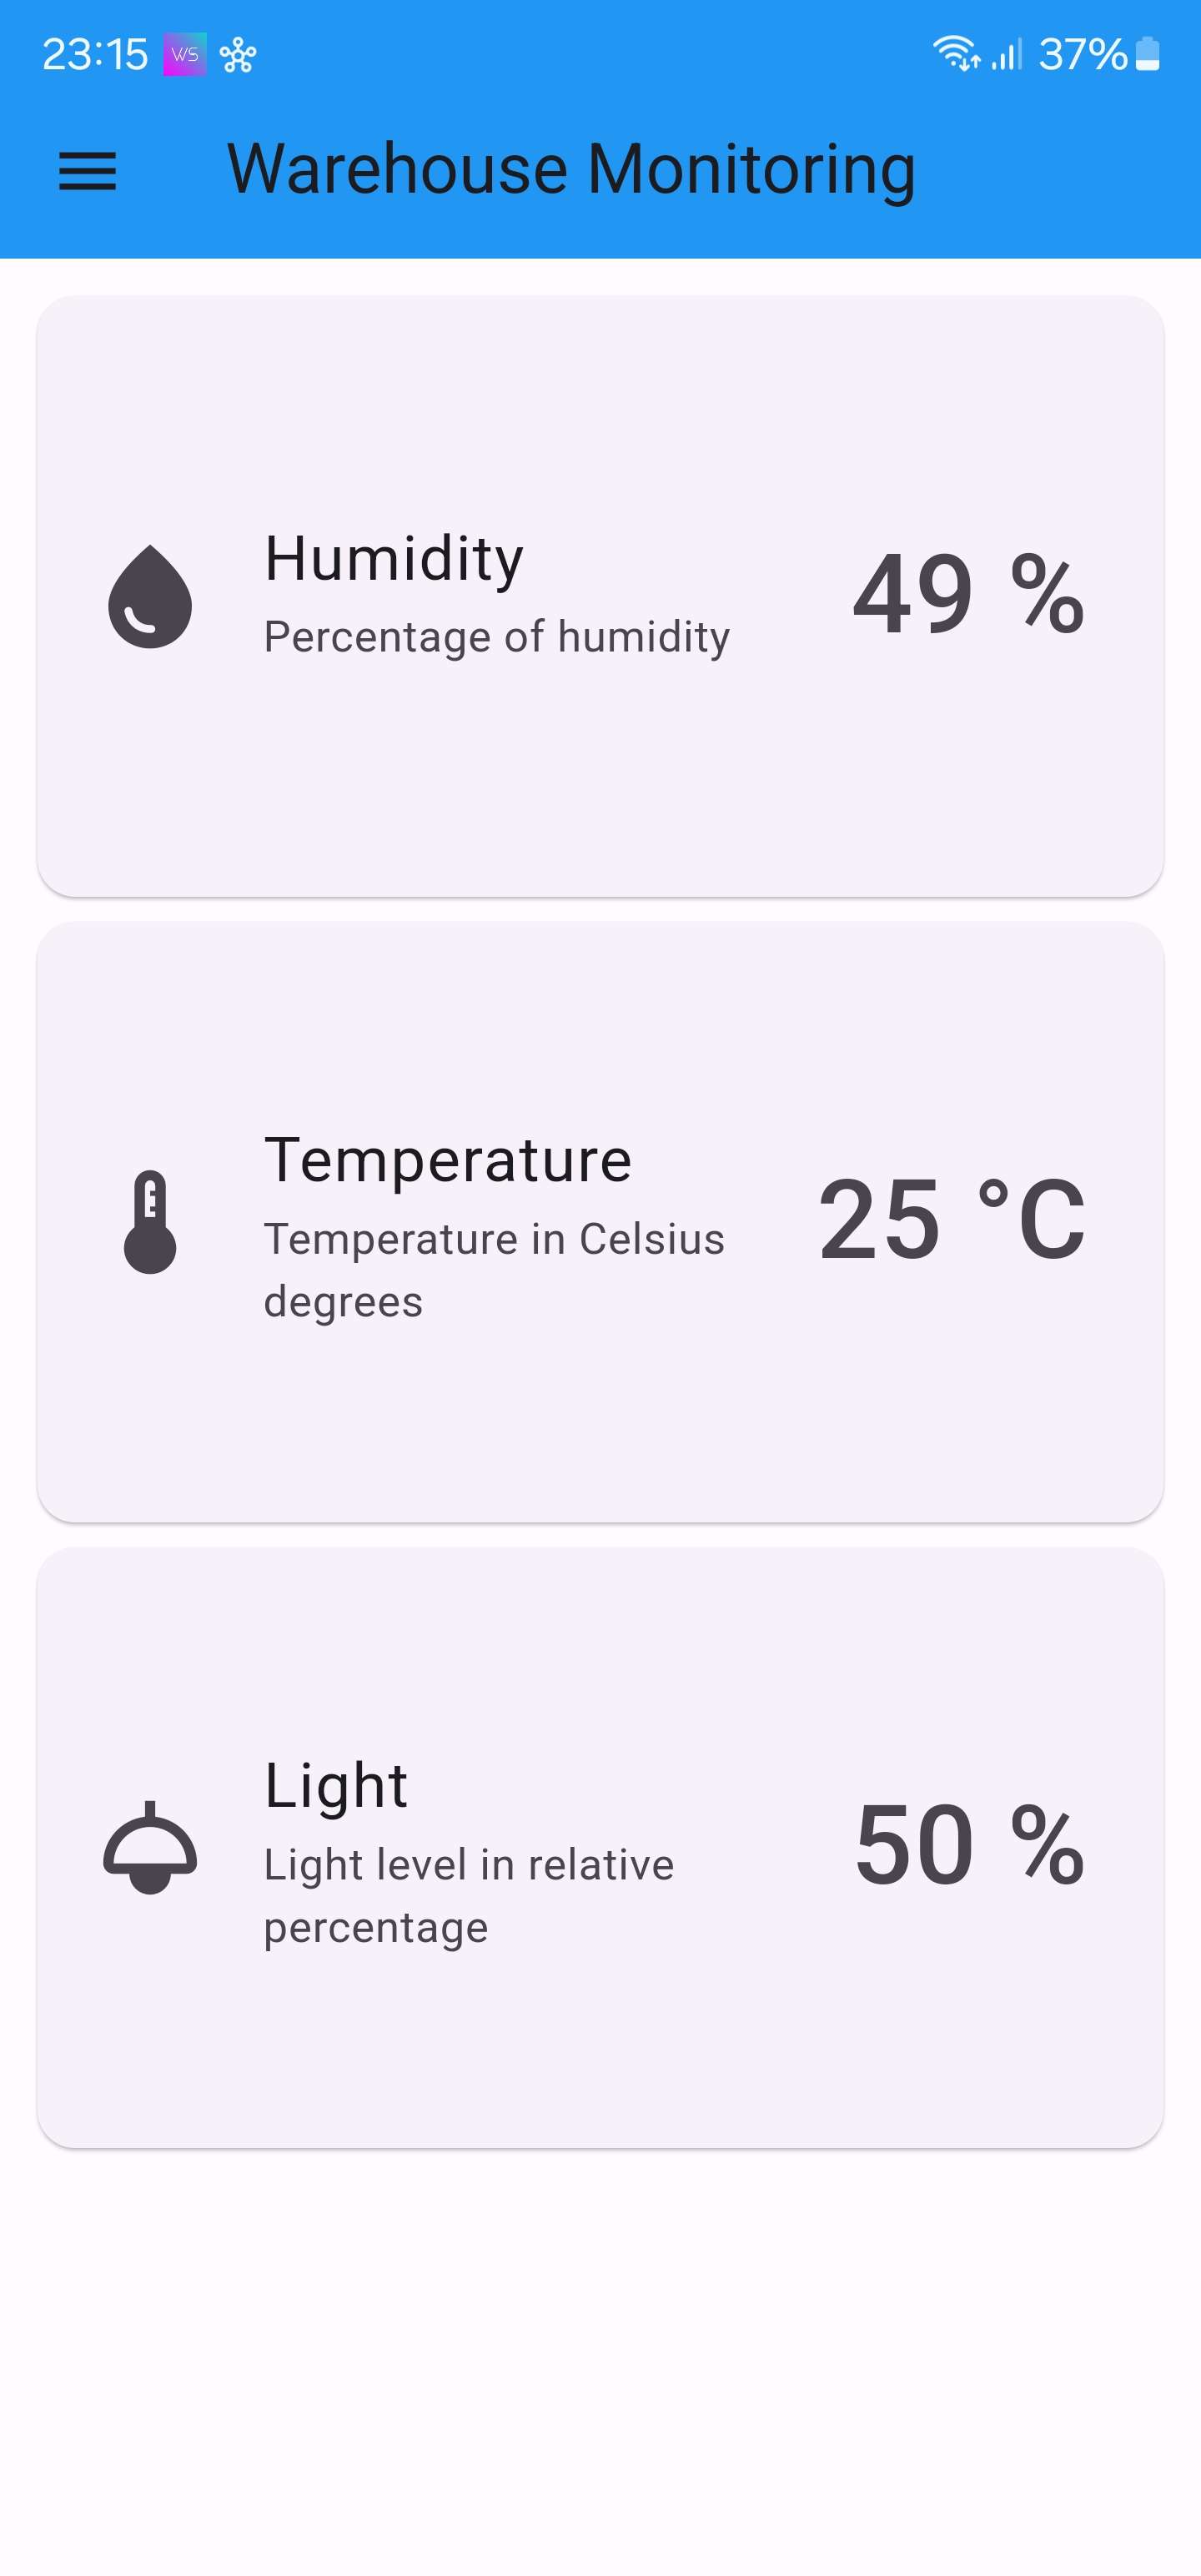 23:15 WS 37%
Warehouse Monitoring
Humidity
Percentage of humidity
49 %
Temperature
Temperature in Celsius
degrees
25 °C
Light
Light level in relative
percentage
50 %